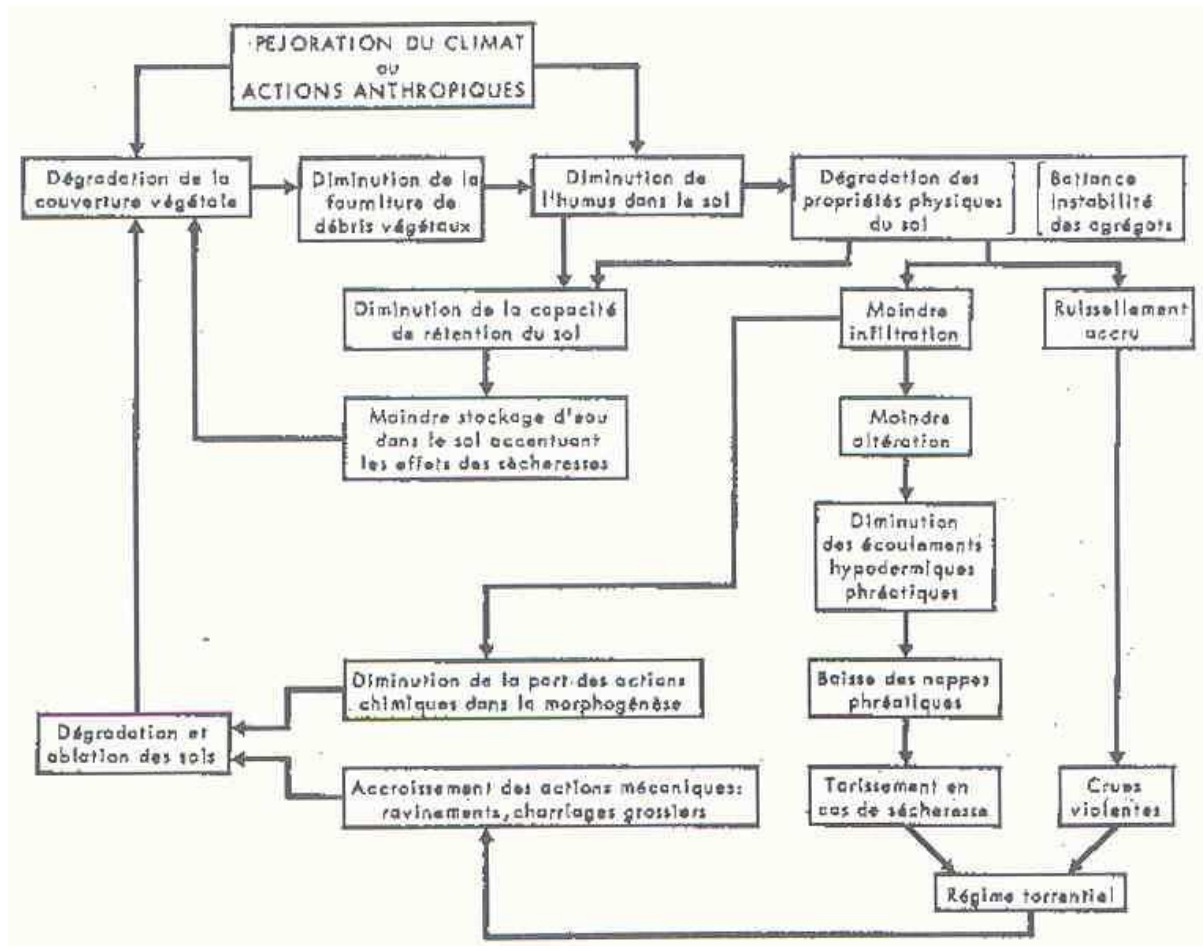 PEJORATION DU CLIMAT
ou
ACTIONS ANTHROPIQUES
Dégradation de la
couverture végétale
Diminution de la
fourniture de
débris végétaux
Diminution de
l'humus dans le sol
Dégradation des
propriétés physiques
du sol
Battance
instabilité
des agrégats
Diminution de la capacité
de rétention du sol
Moindre
infiltration
Ruissellement
accru
Moindre stockage d'eau
dans le sol accentuant
les effets des sècheresses
Moindre
altération
Diminution
des écoulements
hypodermiques
phréatiques
Diminution de la part des actions
chimiques dans la morphogénèse
Baisse des nappes
phréatiques
Dégradation et
ablation des sols
Accroissement des actions mécaniques:
ravinements, charriages grossiers
Tarissement en
cas de sécheresse
Crues
violentes
Régime torrentiel